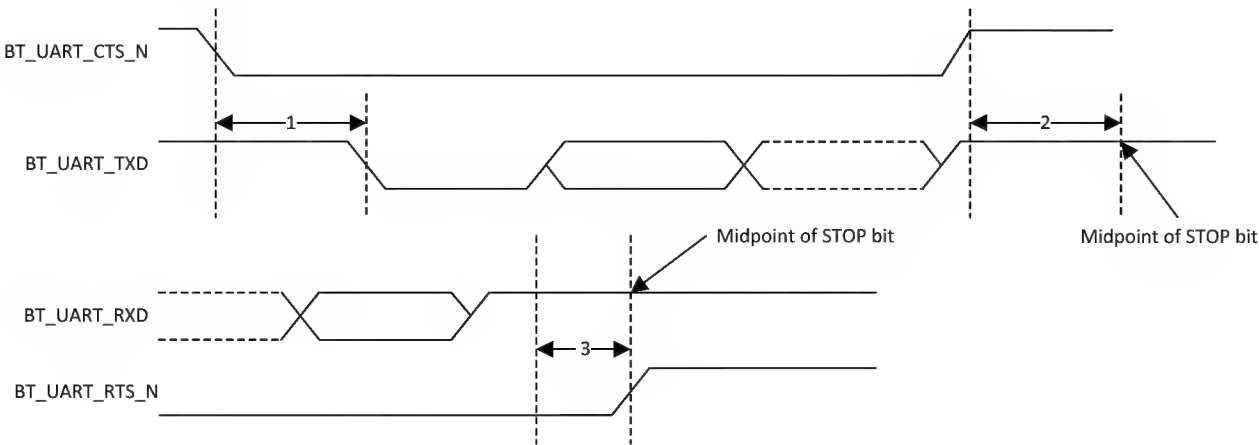 BT_UART_CTS_N
1
2
BT_UART_TXD
Midpoint of STOP bit
Midpoint of STOP bit
BT_UART_RXD
3
BT_UART_RTS_N